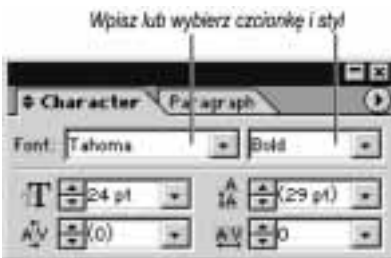 Wpisz lub wybierz czcionkę i styl
Character Paragraph
Font: Tahoma Bold
24 pt (29 pt)
(0) 0